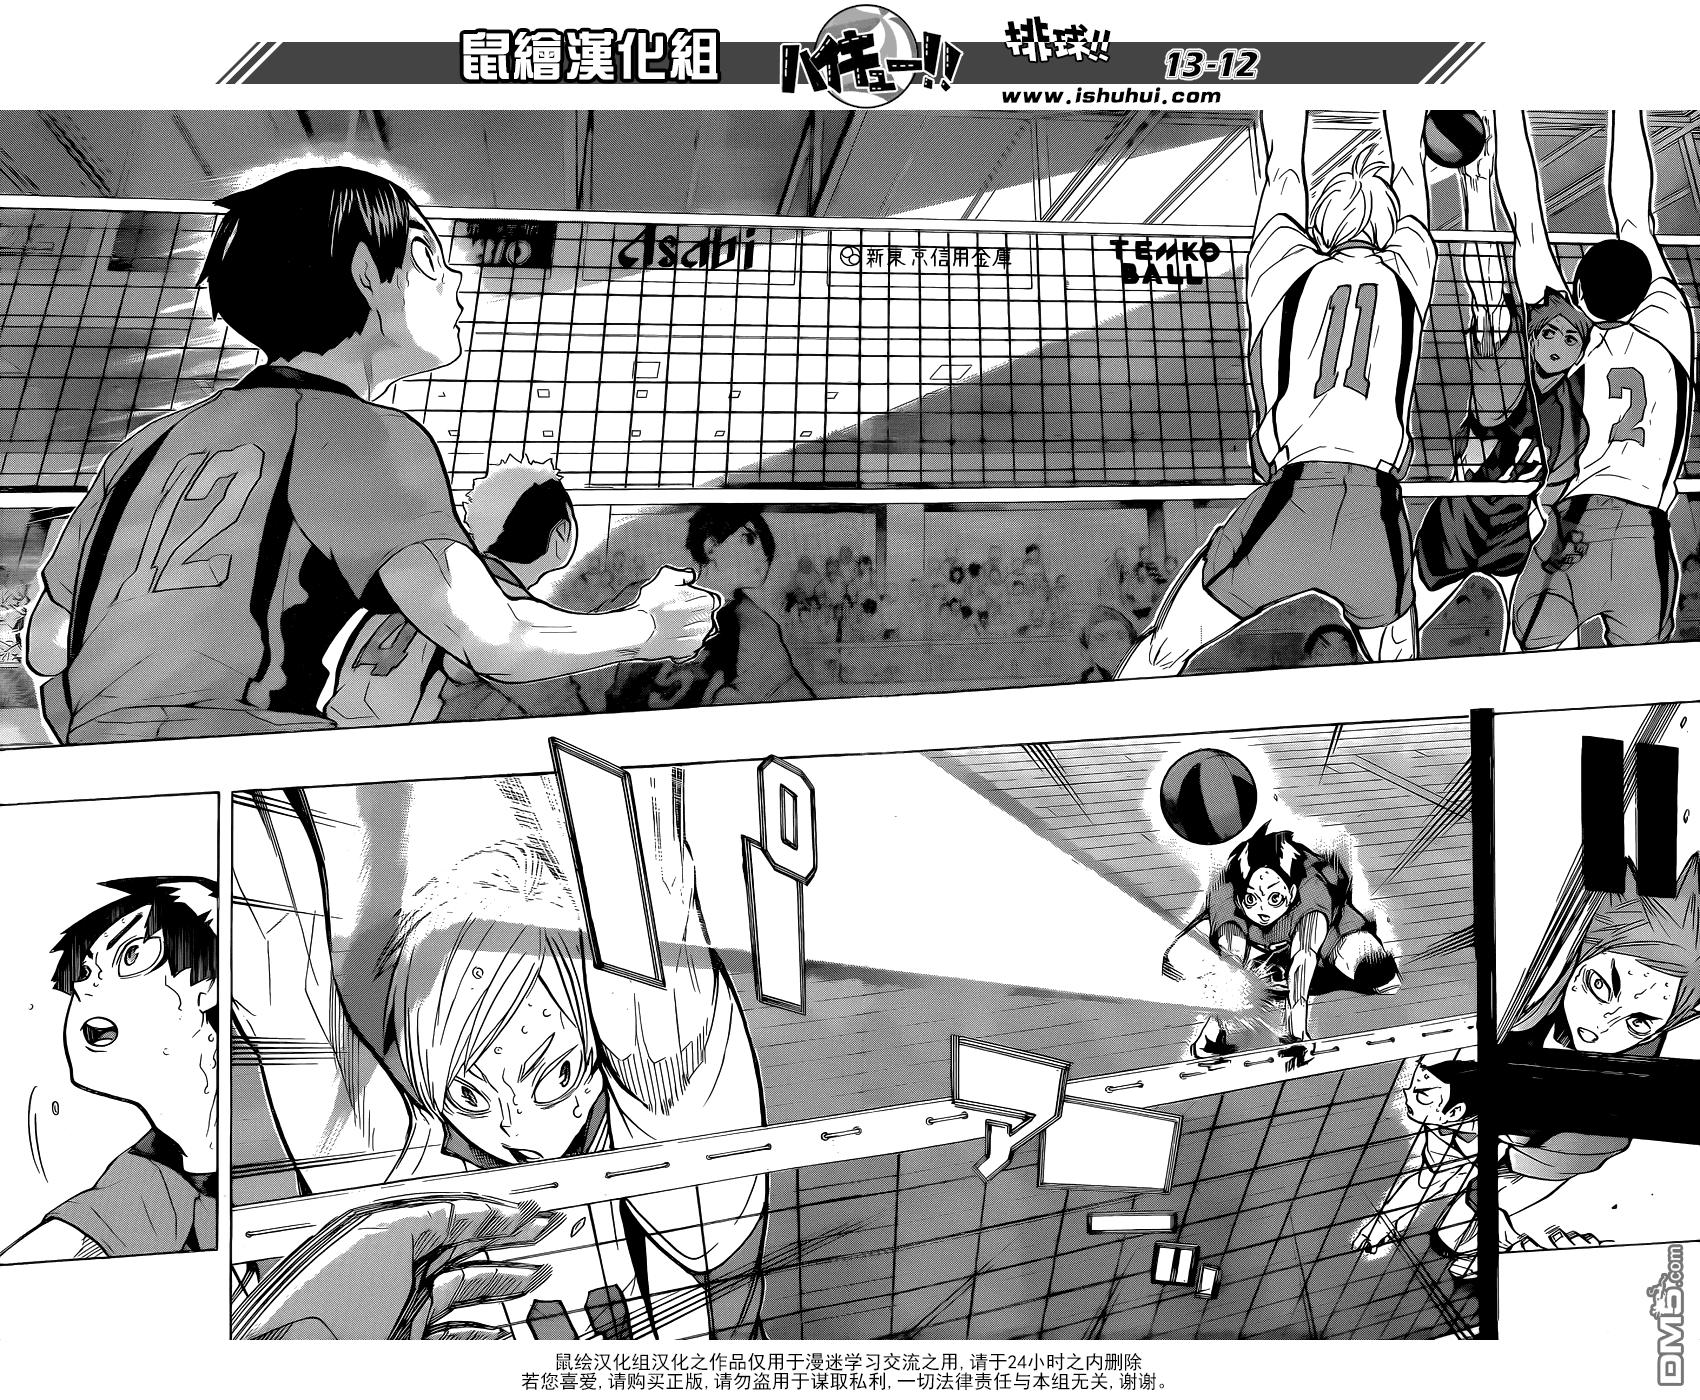 鼠繪漢化組
ハイキュー!!
排球!!
13-12
www.ishuhui.com
Asahi
新東京信用金庫
TENKO
BALL
11
2
12
4
鼠绘汉化组汉化之作品仅用于漫迷学习交流之用,请于24小时之内删除
若您喜爱,请购买正版,请勿盗用于谋取私利,一切法律责任与本组无关,谢谢。
DM5.com